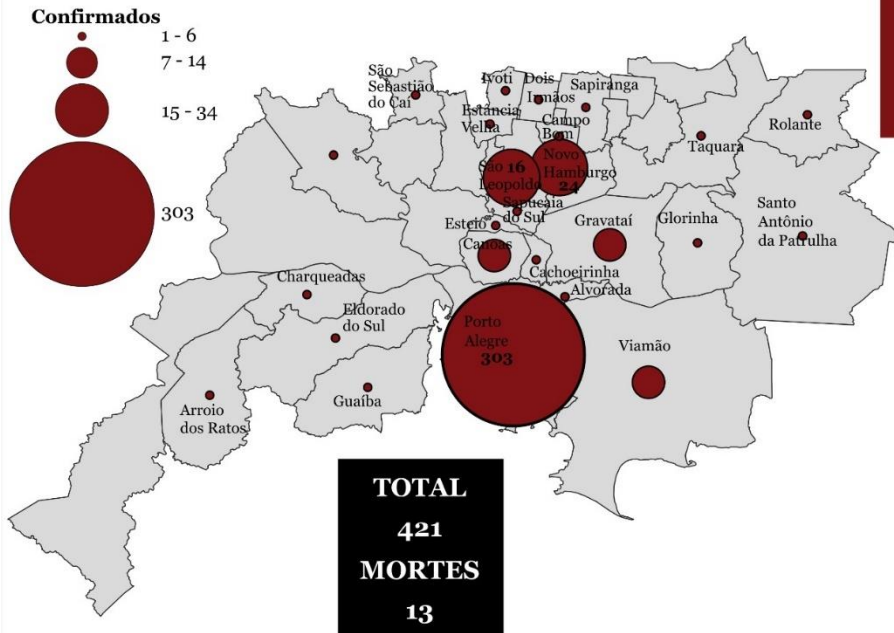 Confirmados
1 - 6
7 - 14
15 - 34
303
São
Sebastião
do Caí
Ivoti
Dois
Irmãos
Sapiranga
Estância
Velha
Campo
Bom
Taquara
Rolante
São 16
Leopoldo
Novo
Hamburgo
24
Sapucaia
do Sul
Esteio
Canoas
Gravataí
Glorinha
Santo
Antônio
da Patrulha
Cachoeirinha
Alvorada
Charqueadas
Eldorado
do Sul
Porto
Alegre
303
Viamão
Guaíba
Arroio
dos Ratos
TOTAL
421
MORTES
13